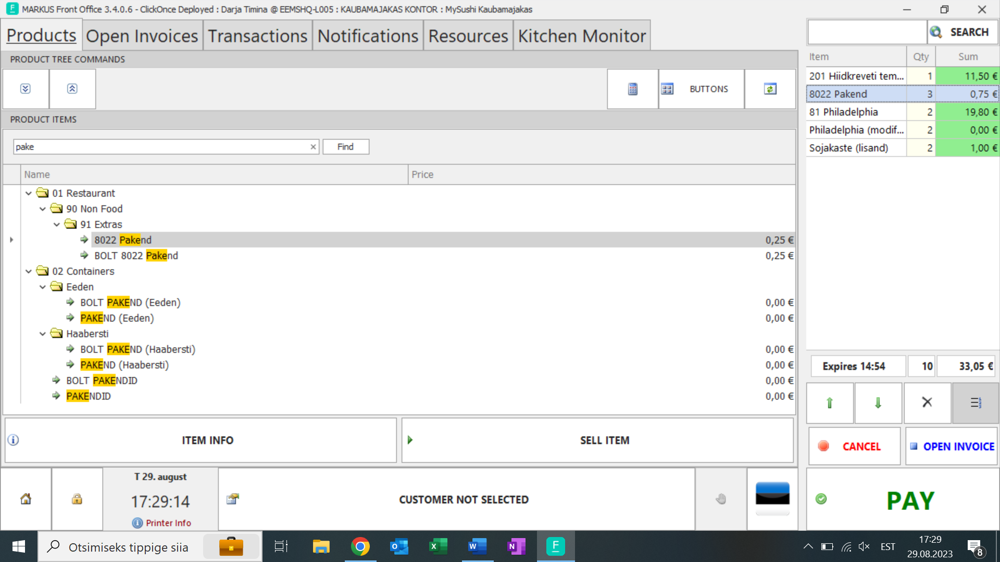 MARKUS Front Office 3.4.0.6 - ClickOnce Deployed : Darja Timina @ EEMSHQ-L005 : KAUBAMAJAKAS KONTOR : MySushi Kaubamajakas
Products Open Invoices Transactions Notifications Resources Kitchen Monitor
PRODUCT TREE COMMANDS
BUTTONS
PRODUCT ITEMS
pake
Find
Name Price
01 Restaurant
90 Non Food
91 Extras
8022 Pakend 0,25 €
BOLT 8022 Pakend 0,25 €
02 Containers
Eeden
BOLT PAKEND (Eeden) 0,00 €
PAKEND (Eeden) 0,00 €
Haabersti
BOLT PAKEND (Haabersti) 0,00 €
PAKEND (Haabersti) 0,00 €
BOLT PAKENDID 0,00 €
PAKENDID 0,00 €
ITEM INFO
SELL ITEM
SEARCH
Item Qty Sum
201 Hiidkreveti tem... 1 11,50 €
8022 Pakend 3 0,75 €
81 Philadelphia 2 19,80 €
Philadelphia (modif... 2 0,00 €
Sojakaste (lisand) 2 1,00 €
Expires 14:54 10 33,05 €
CANCEL
OPEN INVOICE
T 29. august
17:29:14
Printer Info
CUSTOMER NOT SELECTED
PAY
Otsimiseks tippige siia
EST
17:29
29.08.2023
8